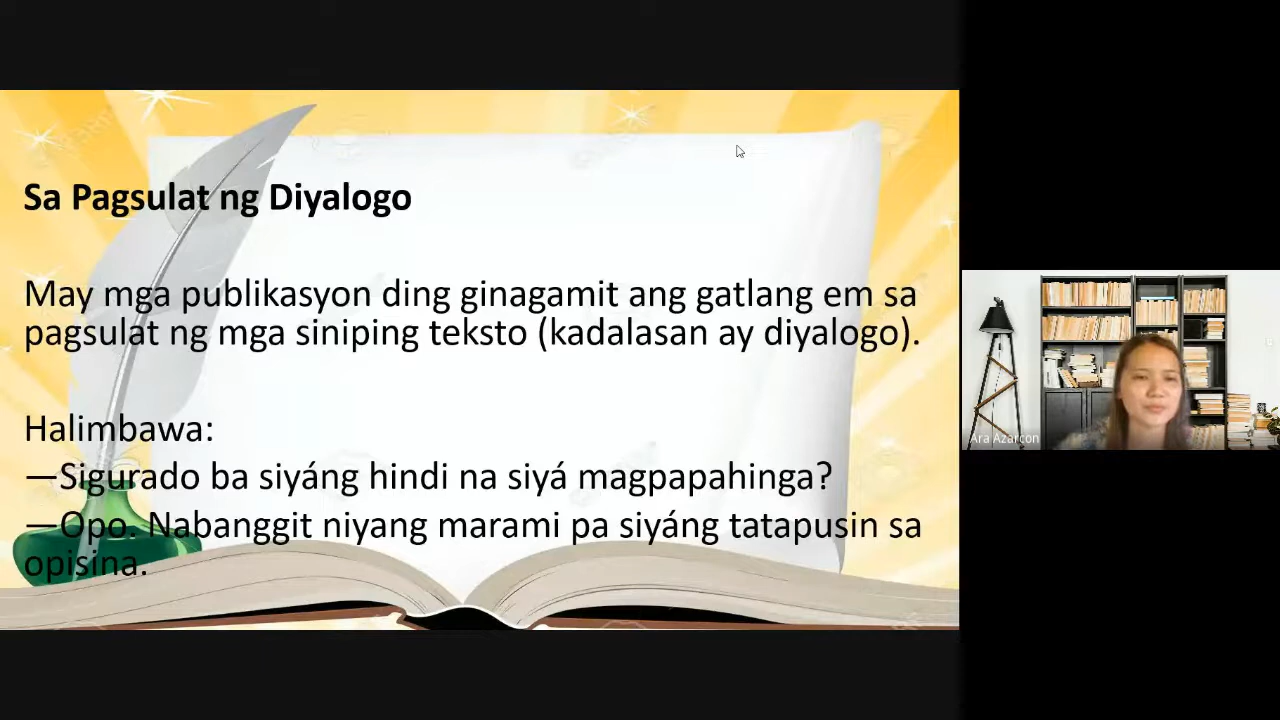 Sa Pagsulat ng Diyalogo
May mga publikasyon ding ginagamit ang gatlang em sa
pagsulat ng mga siniping teksto (kadalasan ay diyalogo).
Halimbawa:
—Sigurado ba siyáng hindi na siyá magpapahinga?
—Opo. Nabanggit niyang marami pa siyáng tatapusin sa
opisina.
Ara Azarcon